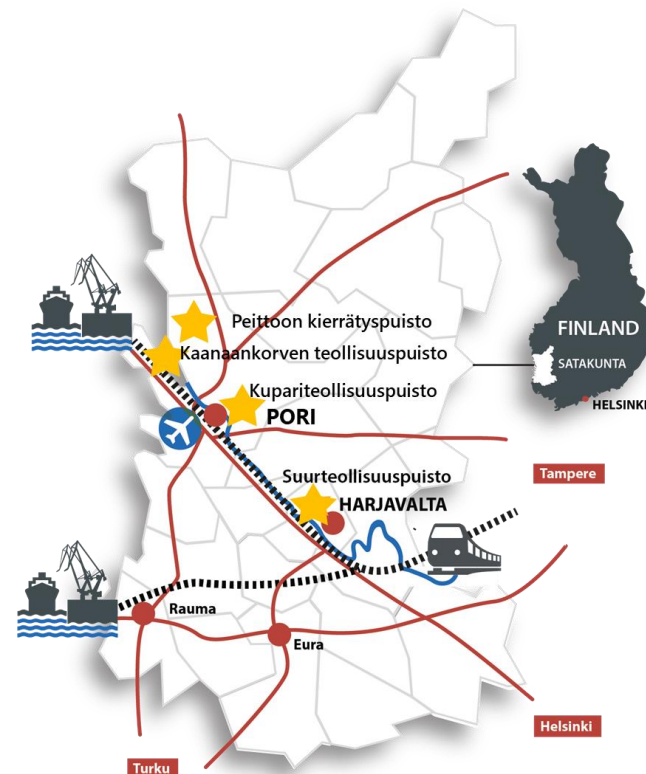 Peittoon kierrätyspuisto
Kaanaankorven teollisuuspuisto
Kupariteollisuuspuisto
PORI
Suurteollisuuspuisto
HARJAVALTA
Rauma
Eura
FINLAND
SATAKUNTA
HELSINKI
Tampere
Helsinki
Turku